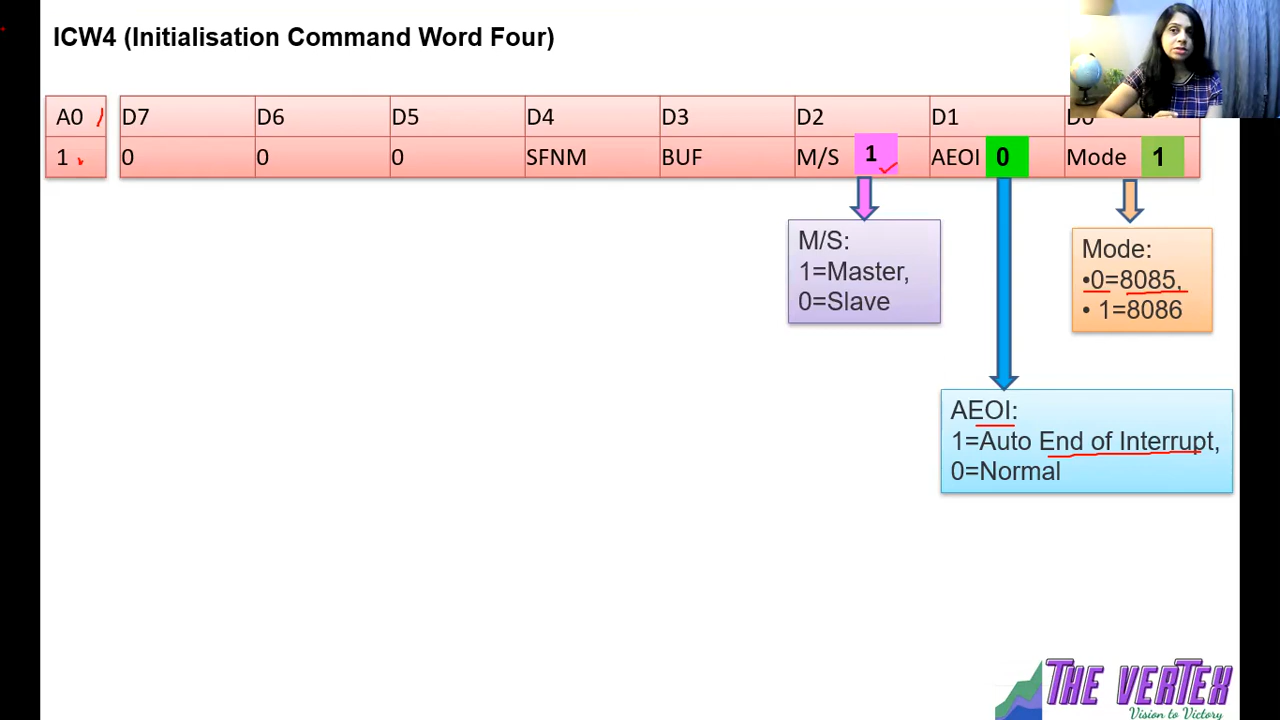 ICW4 (Initialisation Command Word Four)
A0 D7 D6 D5 D4 D3 D2 D1 D0
1 0 0 0 SFNM BUF M/S 1 AEOI 0 Mode 1
M/S:
1=Master,
0=Slave
Mode:
•0=8085,
• 1=8086
AEOI:
1=Auto End of Interrupt,
0=Normal
THE VERTEX
Vision to Victory